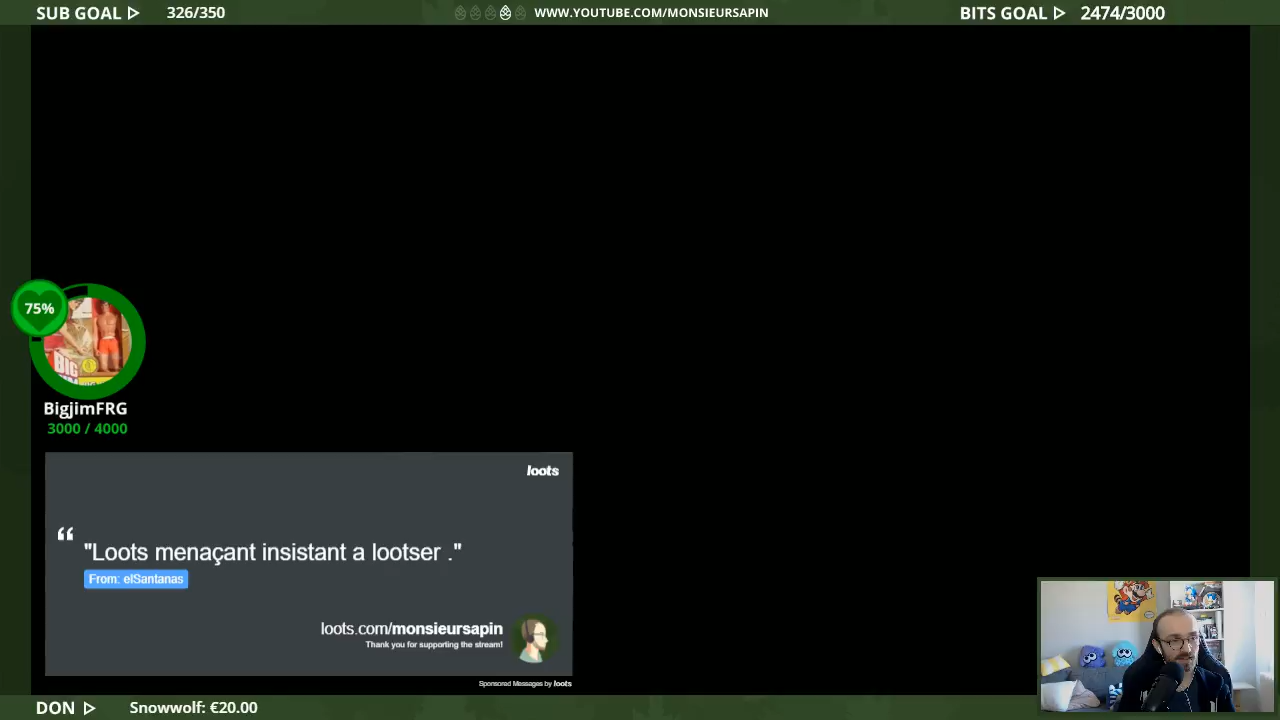 SUB GOAL 326/350
WWW.YOUTUBE.COM/MONSIEURSAPIN
BITS GOAL 2474/3000
75%
BIG
BigjimFRG
3000 / 4000
loots
“
"Loots menaçant insistant a lootser ."
From: elSantanas
loots.com/monsieursapin
Thank you for supporting the stream!
Sponsored Messages by loots
DON Snowwolf: €20.00